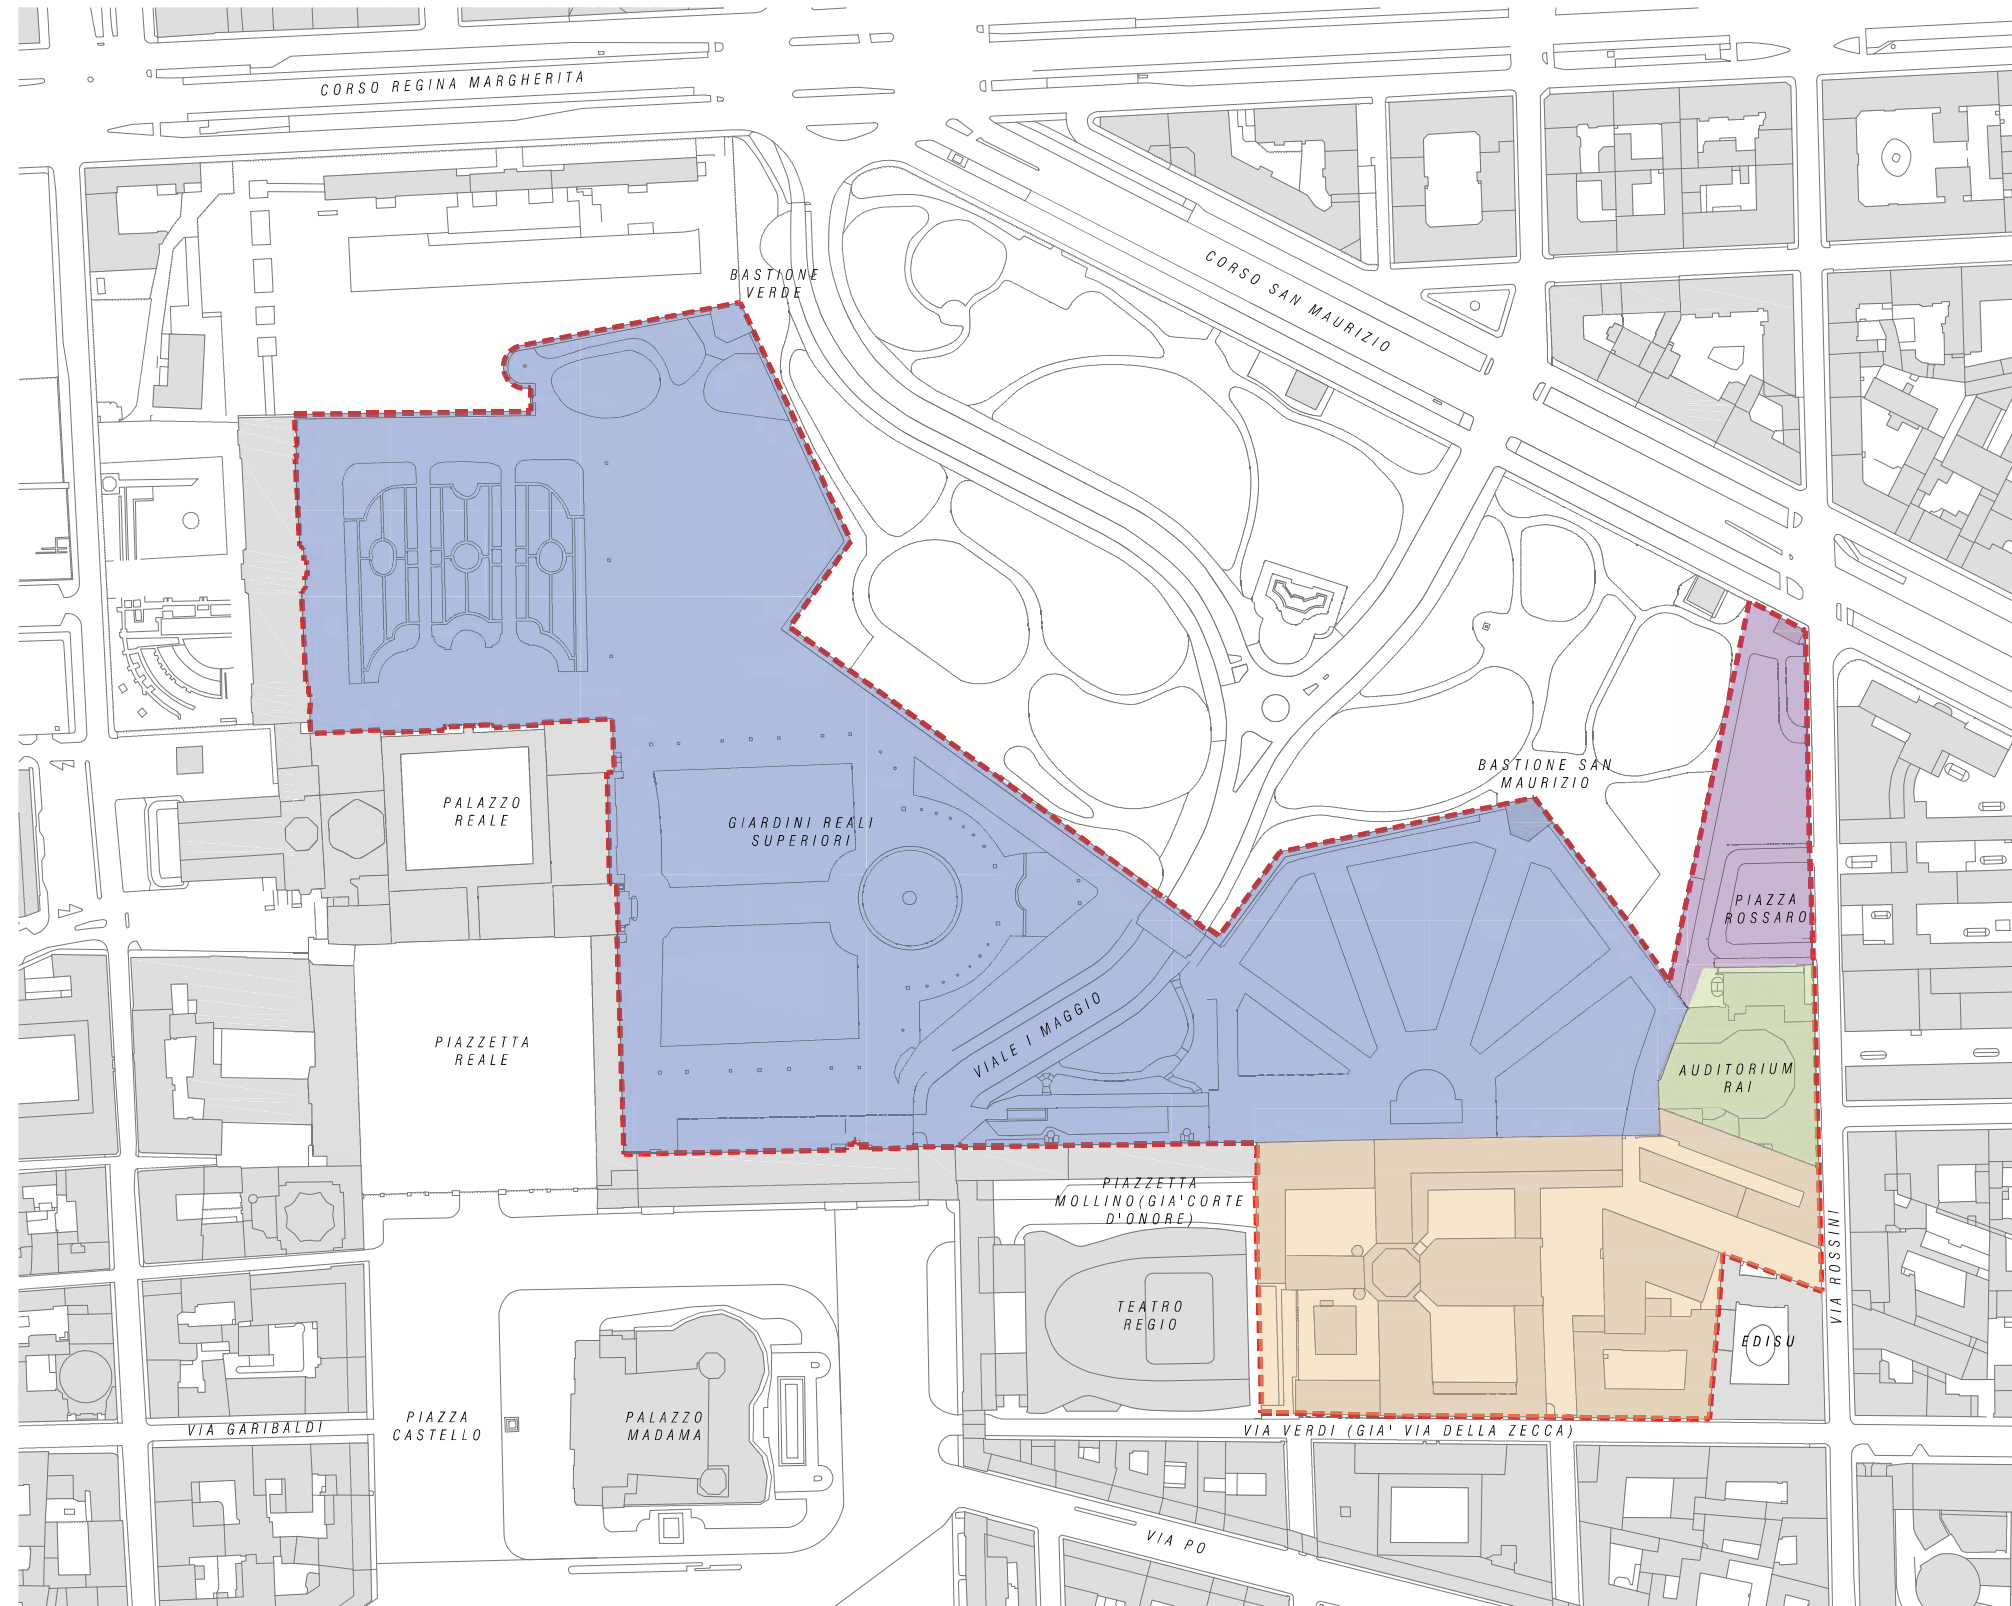 CORSO REGINA MARGHERITA
CORSO SAN MAURIZIO
BASTIONE
VERDE
BASTIONE SAN
MAURIZIO
PALAZZO
REALE
GIARDINI REALI
SUPERIORI
PIAZZA
ROSSARO
PIAZZETTA
REALE
VIALE I MAGGIO
AUDITORIUM
RAI
PIAZZETTA
MOLLINO(GIA'CORTE
D'ONORE)
VIA ROSSINI
TEATRO
REGIO
EDISU
VIA GARIBALDI
PIAZZA
CASTELLO
PALAZZO
MADAMA
VIA VERDI (GIA' VIA DELLA ZECCA)
VIA PO